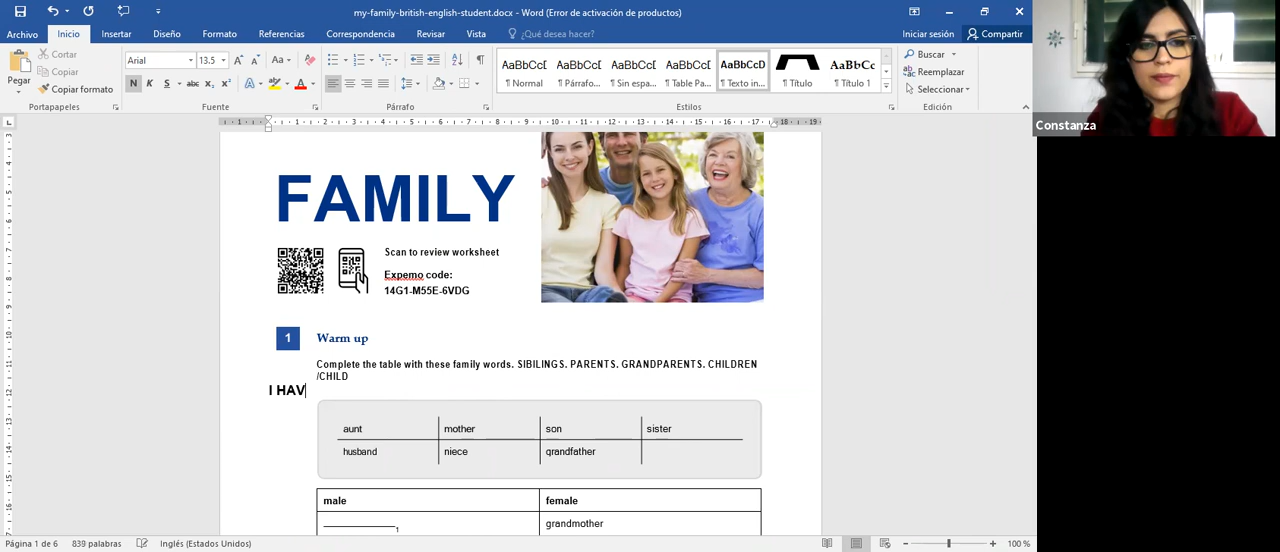 my-family-british-english-student.docx - Word (Error de activación de productos)
Archivo Inicio Insertar Diseño Formato Referencias Correspondencia Revisar Vista ¿Qué desea hacer? Iniciar sesión Compartir
Pegar
Cortar
Copiar
Copiar formato
Portapapeles
Arial 13.5
Fuente
Párrafo
AaBbCcI AaBbCcI AaBbCcI AaBbCcI AaBbCcD AaBbCc
¶ Normal ¶ Párrafo... ¶ Sin espa... ¶ Table Pa... ¶ Texto in... ¶ Título ¶ Título 1
Estilos
Buscar
Reemplazar
Seleccionar
Edición
Constanza
FAMILY
Scan to review worksheet
Expemo code:
14G1-M55E-6VDG
1 Warm up
Complete the table with these family words. SIBILINGS. PARENTS. GRANDPARENTS. CHILDREN
/CHILD
I HAV
aunt mother son sister
husband niece grandfather
male female
1 grandmother
Página 1 de 6 839 palabras Inglés (Estados Unidos) 100 %